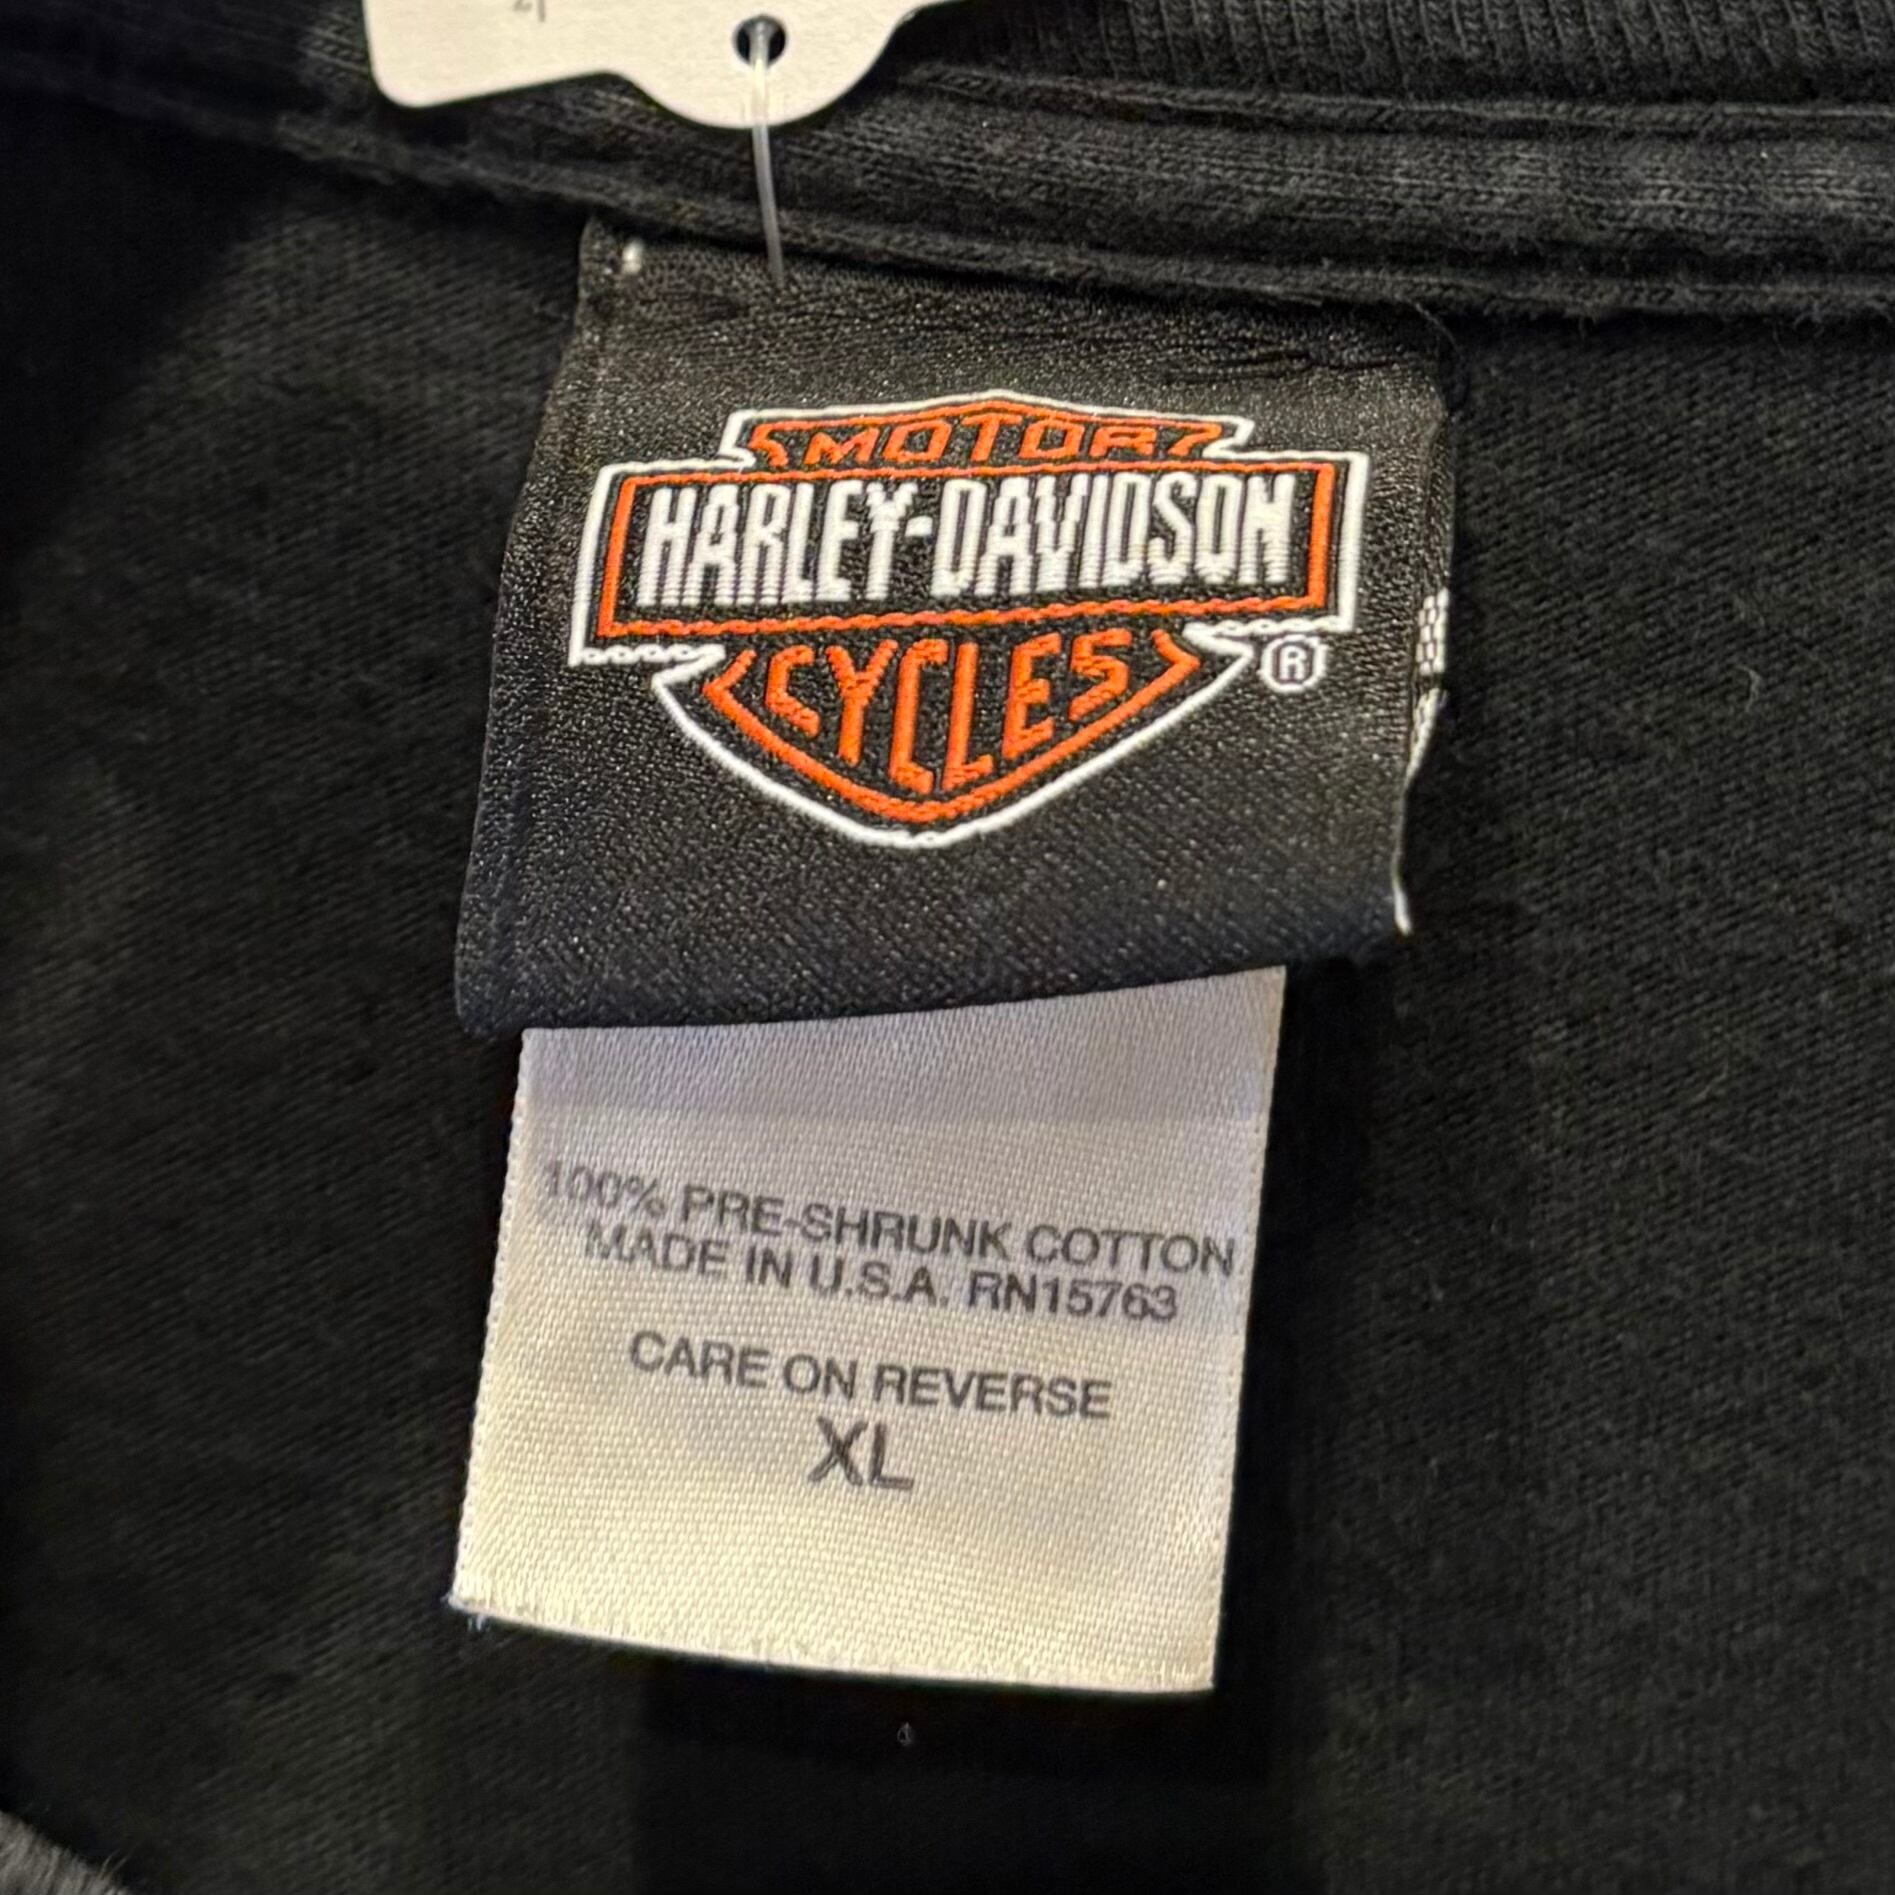 MOTOR
HARLEY-DAVIDSON
CYCLES ®
100% PRE-SHRUNK COTTON
MADE IN U.S.A. RN15763
CARE ON REVERSE
XL